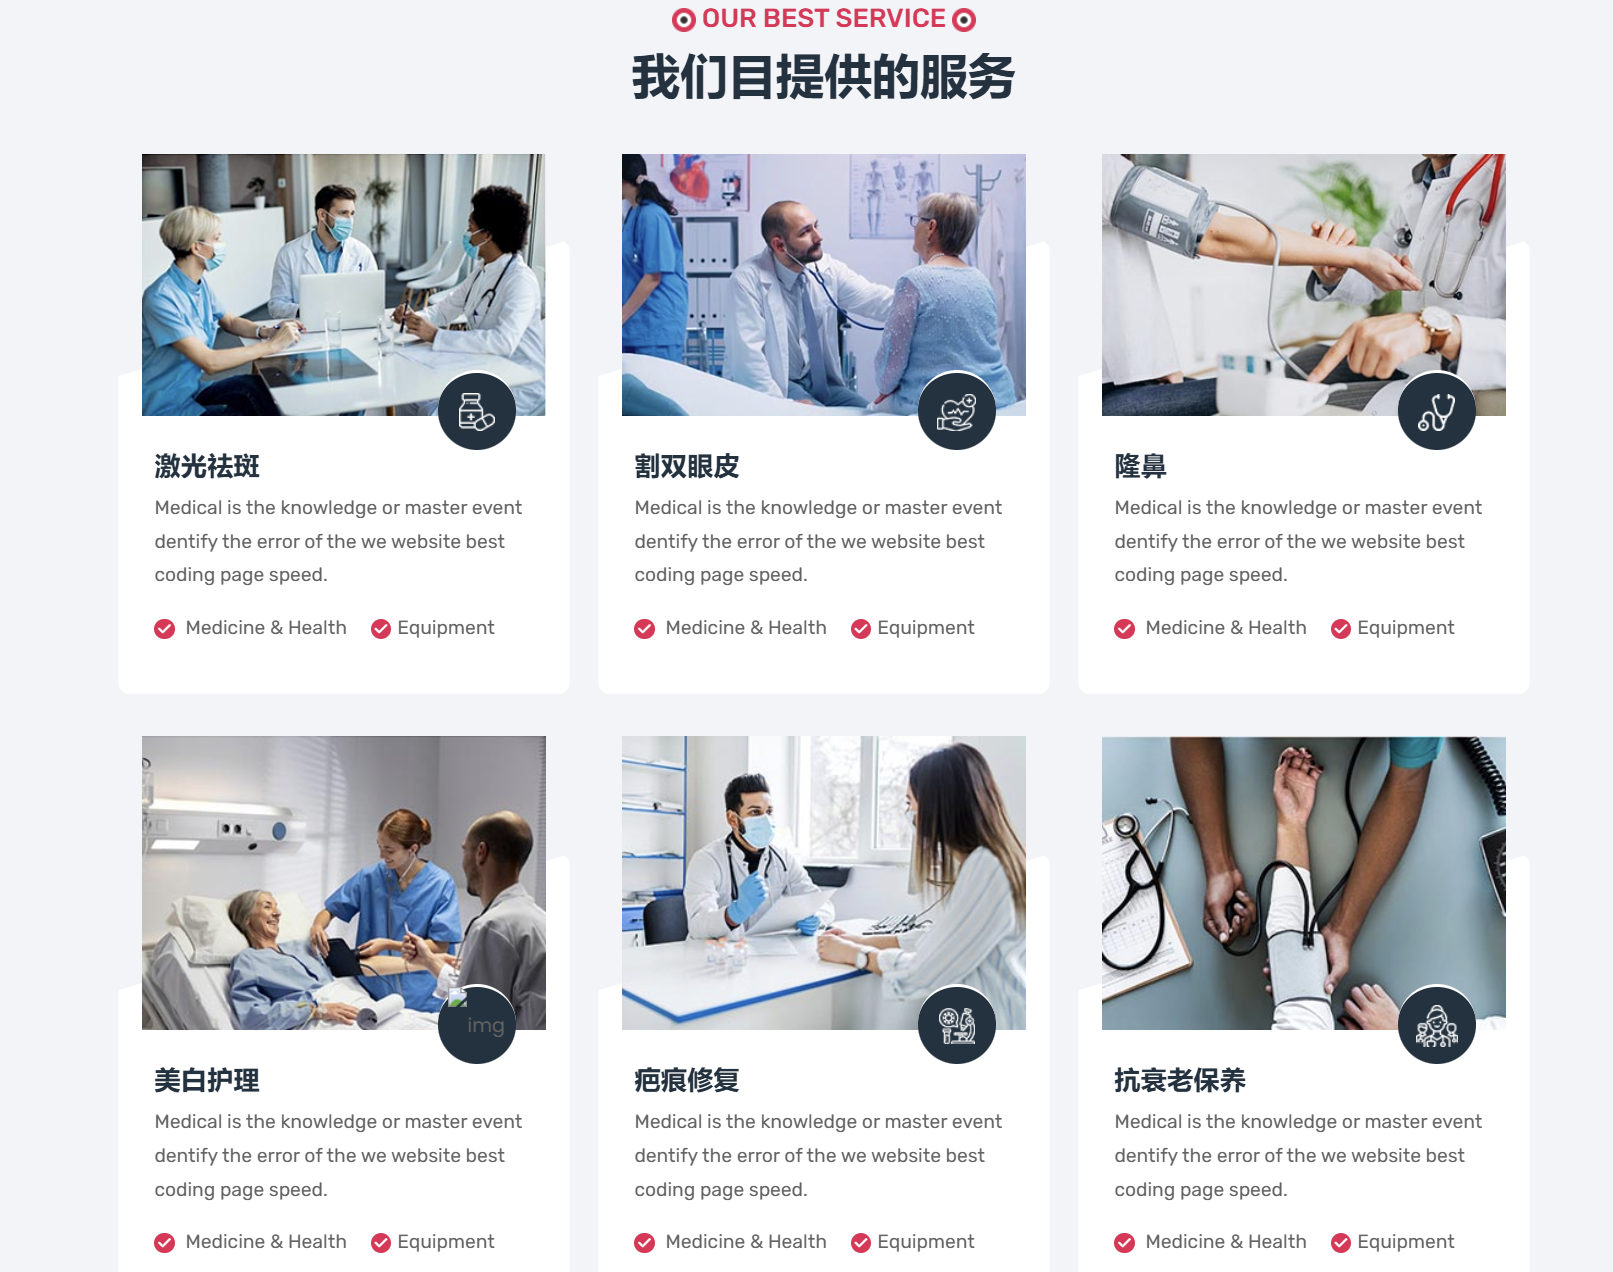 OUR BEST SERVICE
我们目提供的服务
激光祛斑
Medical is the knowledge or master event
dentify the error of the we website best
coding page speed.
Medicine & Health Equipment
割双眼皮
Medical is the knowledge or master event
dentify the error of the we website best
coding page speed.
Medicine & Health Equipment
隆鼻
Medical is the knowledge or master event
dentify the error of the we website best
coding page speed.
Medicine & Health Equipment
img
美白护理
Medical is the knowledge or master event
dentify the error of the we website best
coding page speed.
Medicine & Health Equipment
疤痕修复
Medical is the knowledge or master event
dentify the error of the we website best
coding page speed.
Medicine & Health Equipment
抗衰老保养
Medical is the knowledge or master event
dentify the error of the we website best
coding page speed.
Medicine & Health Equipment